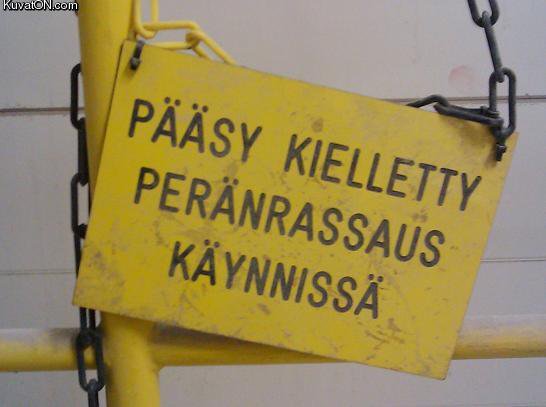 KuvatON.com
PÄÄSY KIELLETTY
PERÄNRASSAUS
KÄYNNISSÄ